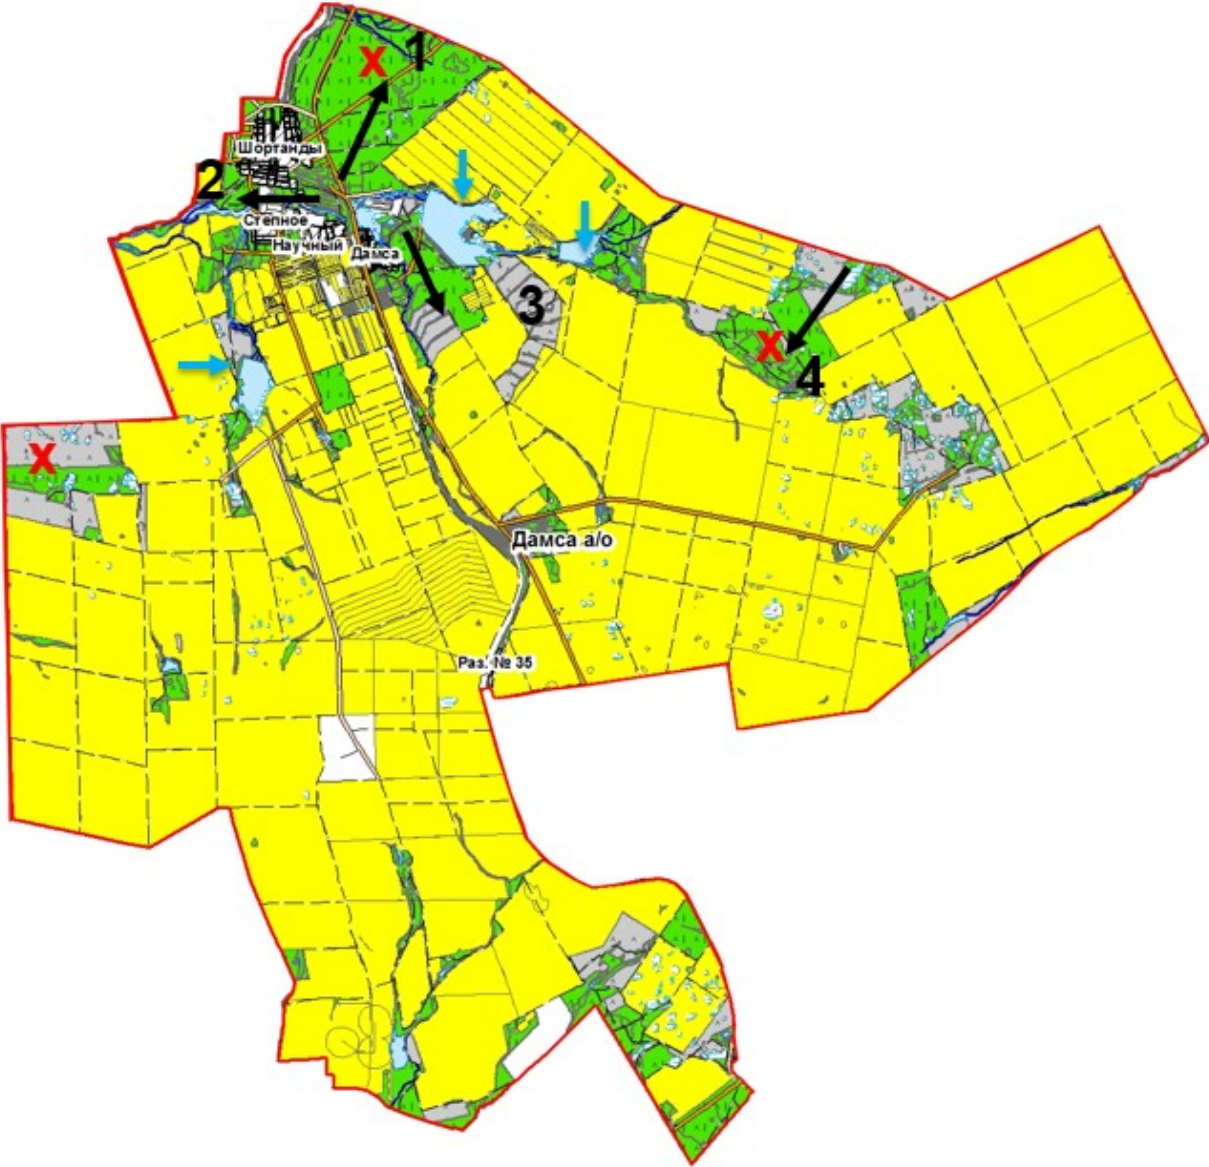 1
X
Шортанды
2
Степное
Научный
Дамса
3
X
4
X
Дамса а/о
Раз. № 35